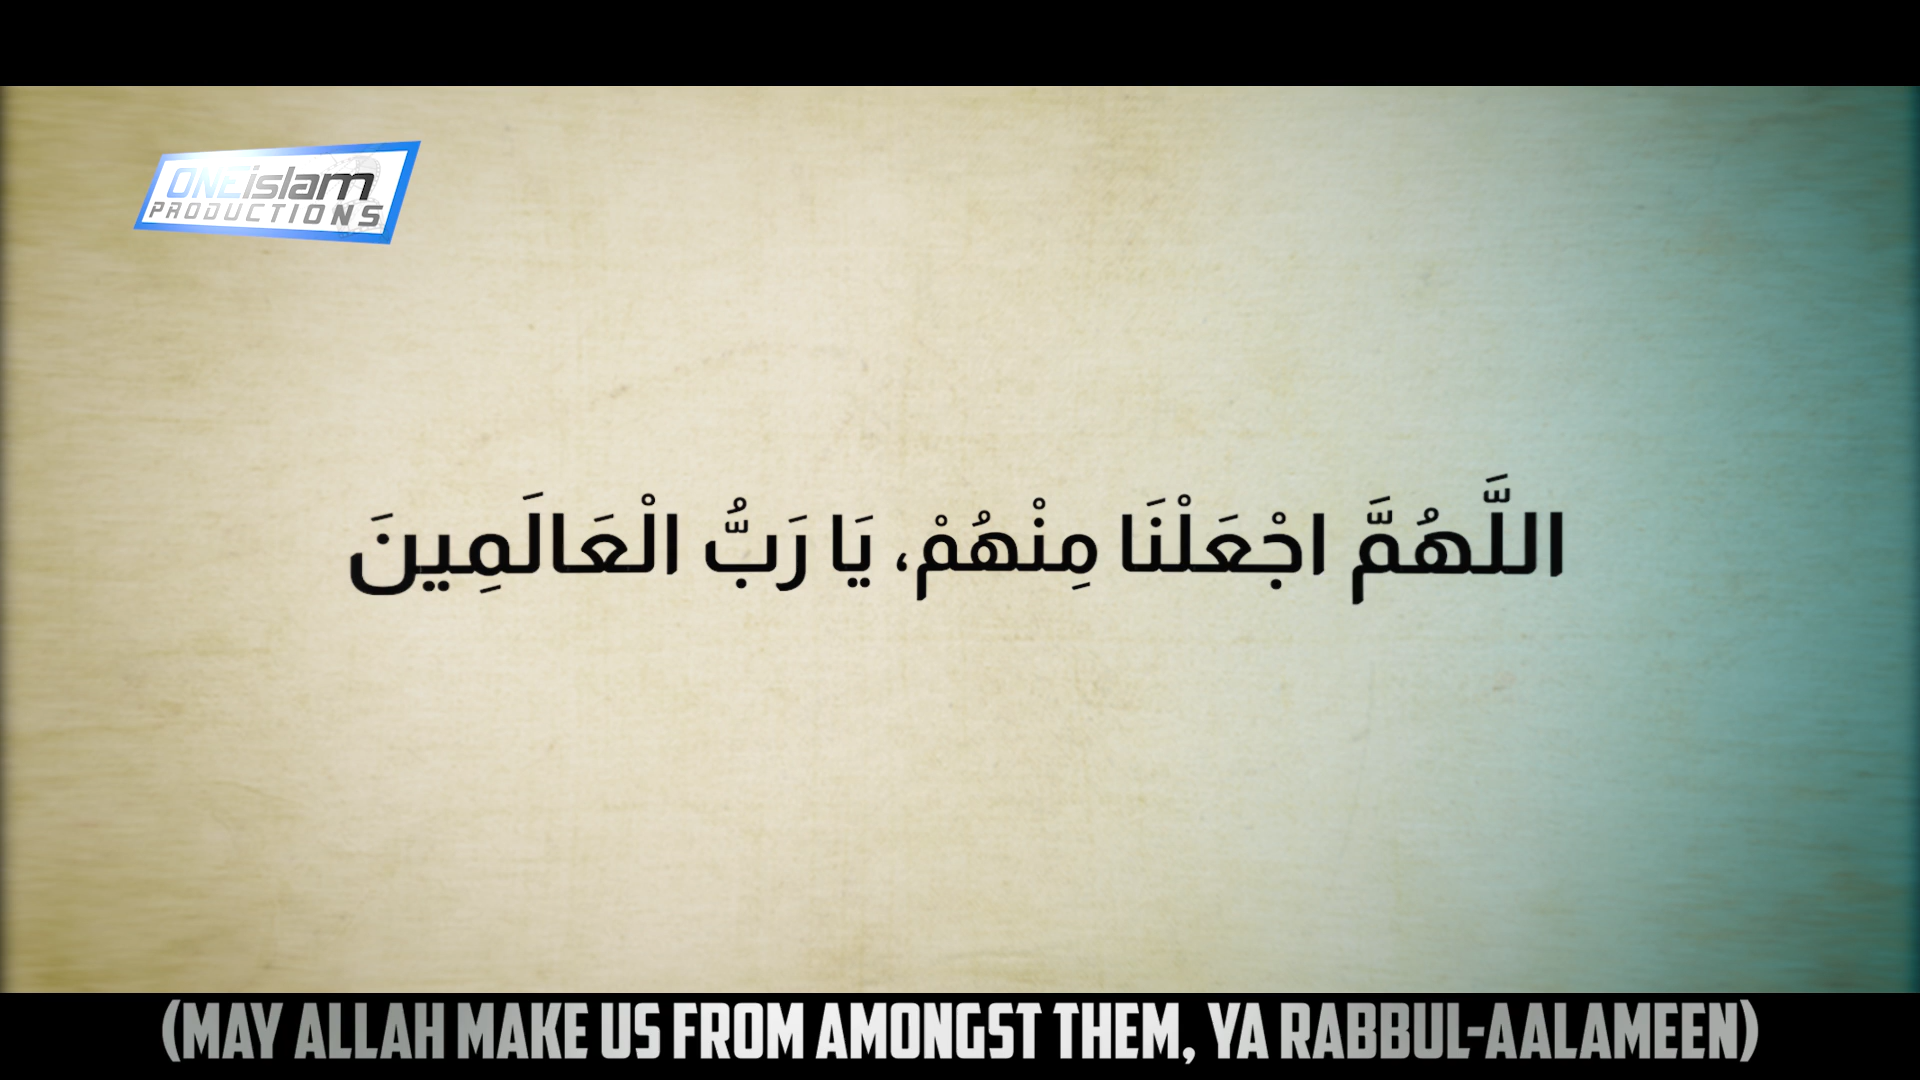 ONEislam
PRODUCTIONS
اللَّهُمَّ اجْعَلْنَا مِنْهُمْ، يَا رَبُّ الْعَالَمِينَ
(MAY ALLAH MAKE US FROM AMONGST THEM, YA RABBUL-AALAMEEN)